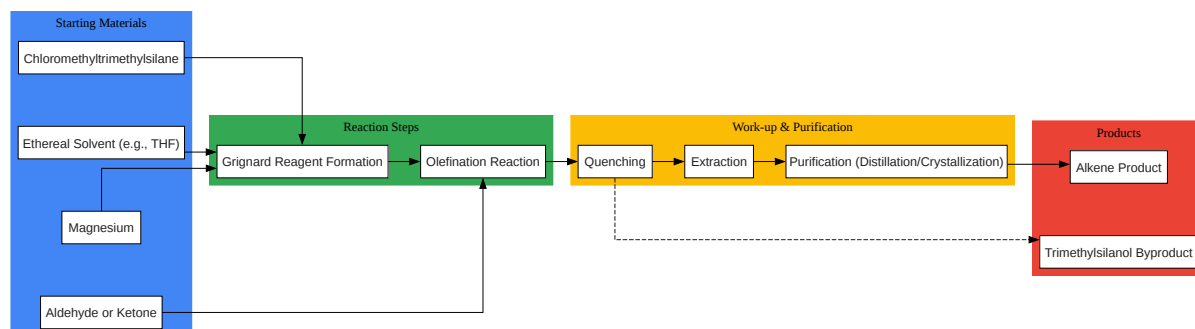 Starting Materials
Chloromethyltrimethylsilane
Ethereal Solvent (e.g., THF)
Magnesium
Aldehyde or Ketone
Reaction Steps
Grignard Reagent Formation
Olefination Reaction
Work-up & Purification
Quenching
Extraction
Purification (Distillation/Crystallization)
Products
Alkene Product
Trimethylsilanol Byproduct